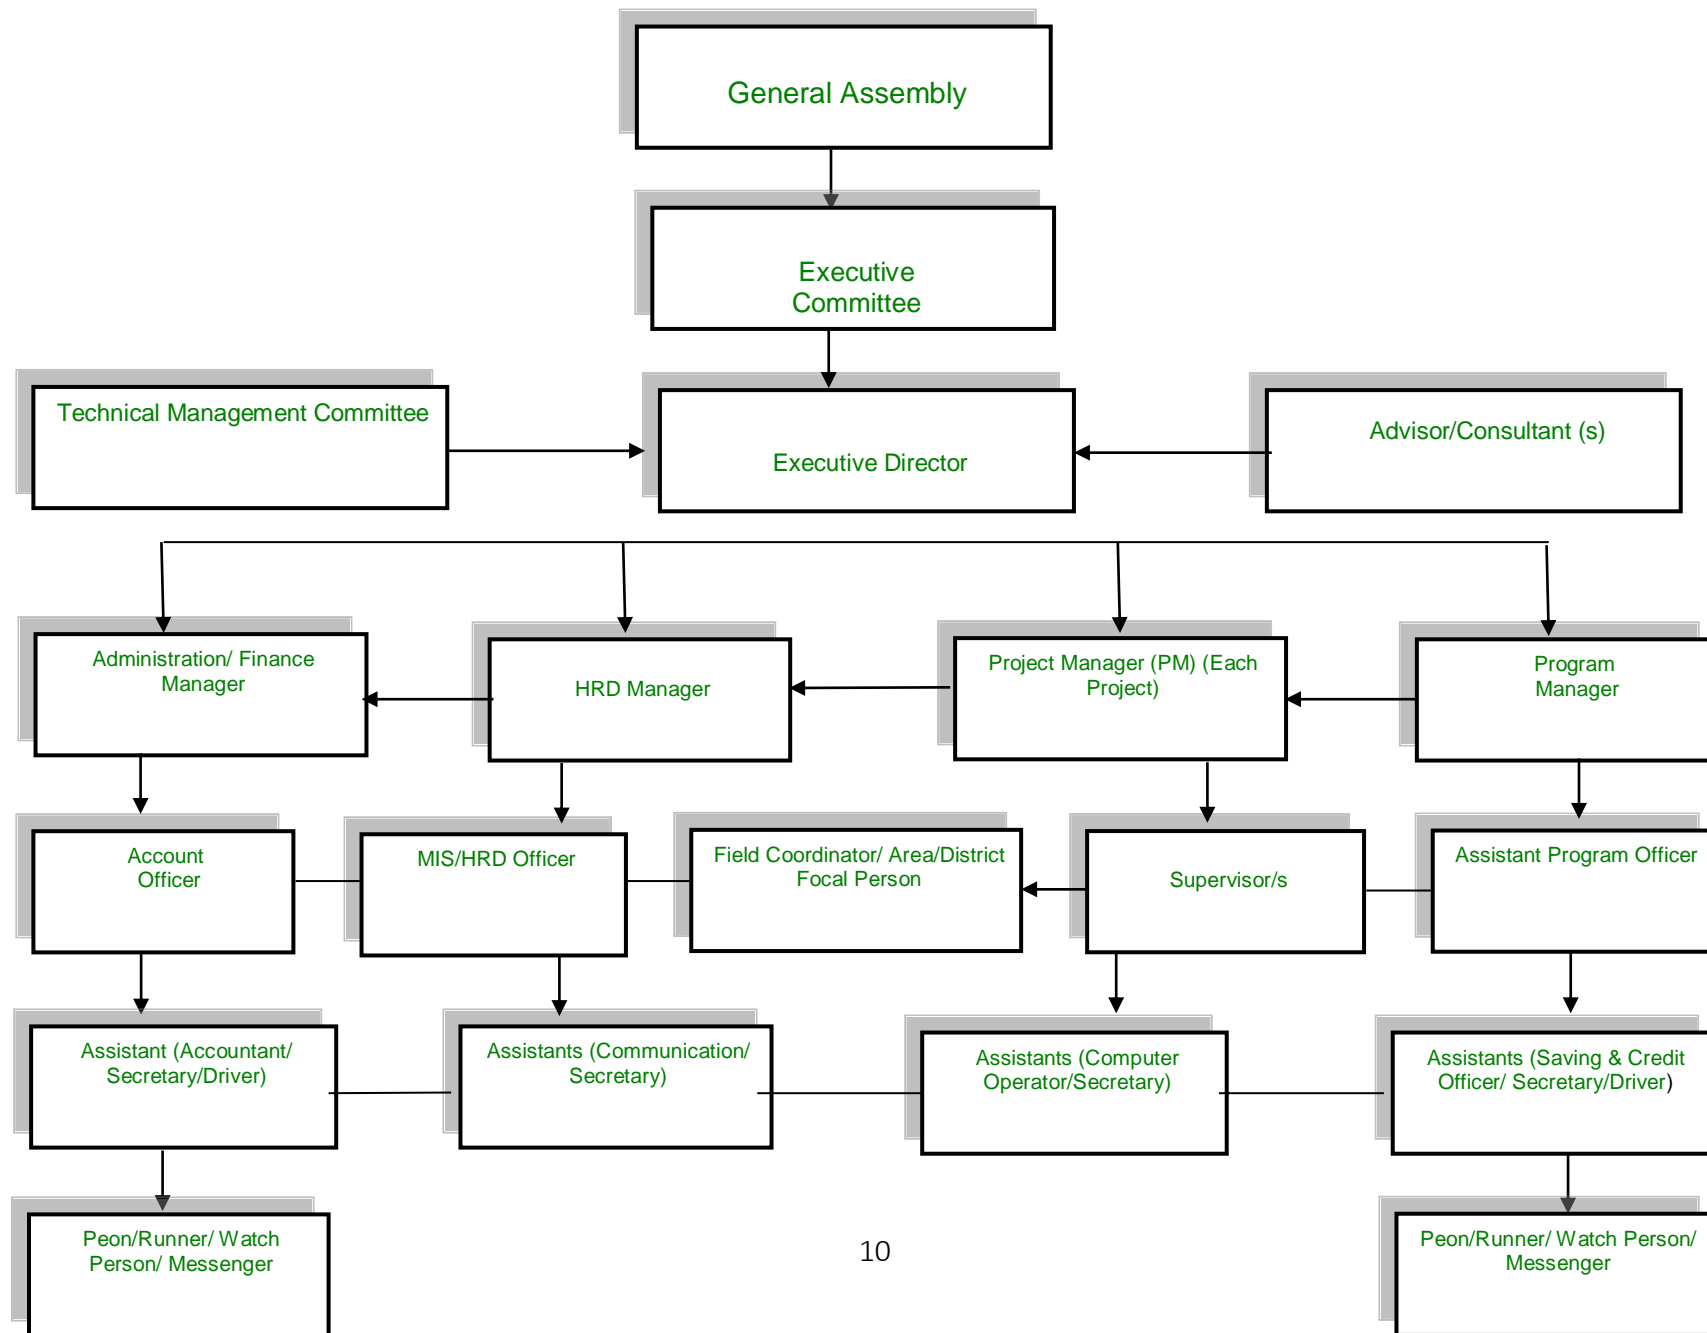 General Assembly
Executive
Committee
Technical Management Committee
Executive Director
Advisor/Consultant (s)
Administration/ Finance
Manager
HRD Manager
Project Manager (PM) (Each
Project)
Program
Manager
Account
Officer
MIS/HRD Officer
Field Coordinator/ Area/District
Focal Person
Supervisor/s
Assistant Program Officer
Assistant (Accountant/
Secretary/Driver)
Assistants (Communication/
Secretary)
Assistants (Computer
Operator/Secretary)
Assistants (Saving & Credit
Officer/ Secretary/Driver)
Peon/Runner/ Watch
Person/ Messenger
10
Peon/Runner/ Watch Person/
Messenger